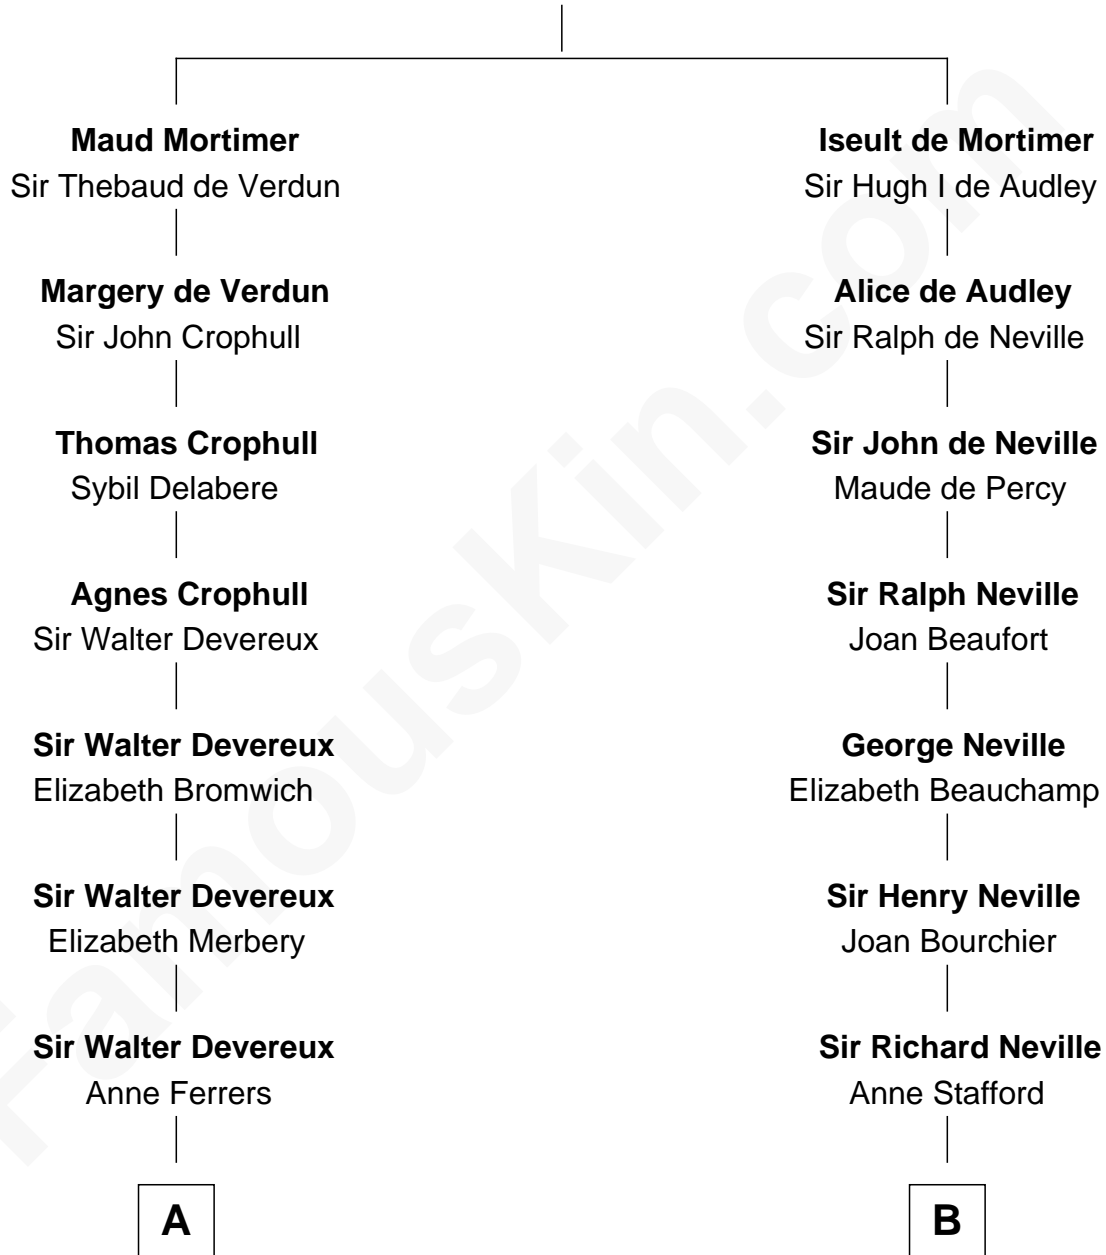 Maud Mortimer
Sir Thebaud de Verdun
Iseult de Mortimer
Sir Hugh I de Audley
Margery de Verdun
Sir John Crophull
Alice de Audley
Sir Ralph de Neville
Thomas Crophull
Sybil Delabere
Sir John de Neville
Maude de Percy
Agnes Crophull
Sir Walter Devereux
Sir Ralph Neville
Joan Beaufort
Sir Walter Devereux
Elizabeth Bromwich
George Neville
Elizabeth Beauchamp
Sir Walter Devereux
Elizabeth Merbery
Sir Henry Neville
Joan Bourchier
Sir Walter Devereux
Anne Ferrers
Sir Richard Neville
Anne Stafford
A
B
FamousKin.com